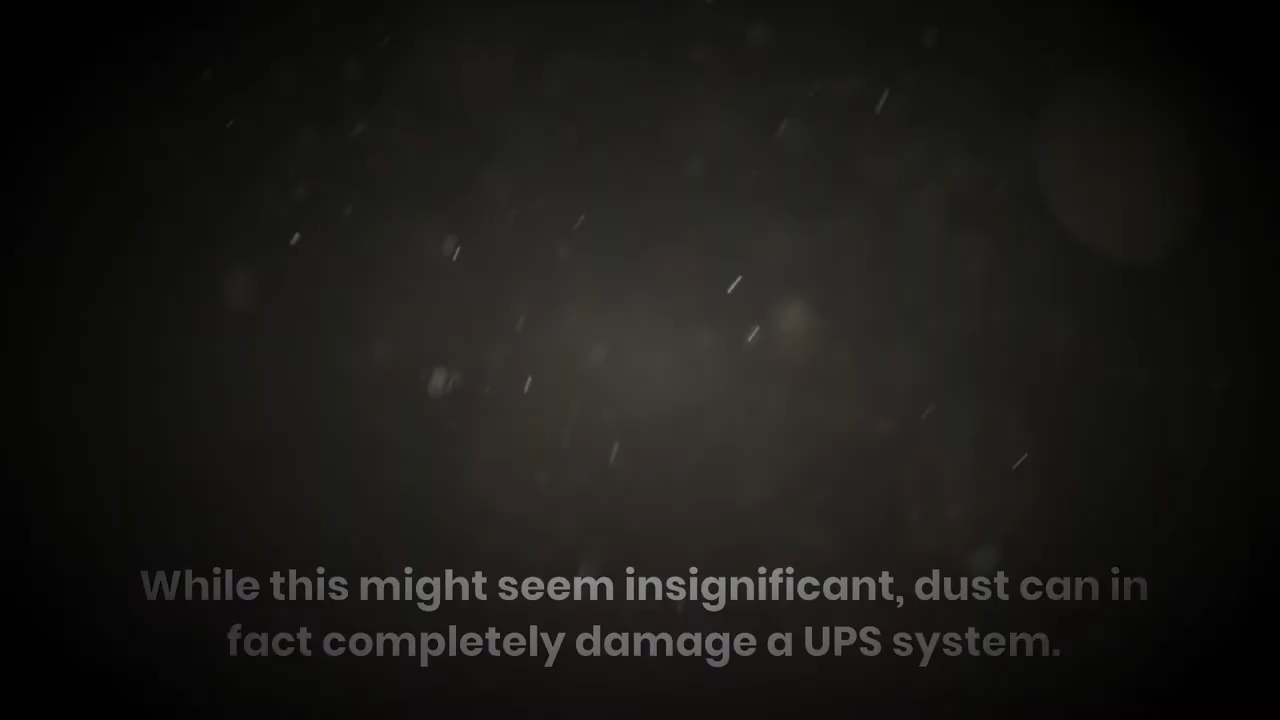 While this might seem insignificant, dust can in
fact completely damage a UPS system.